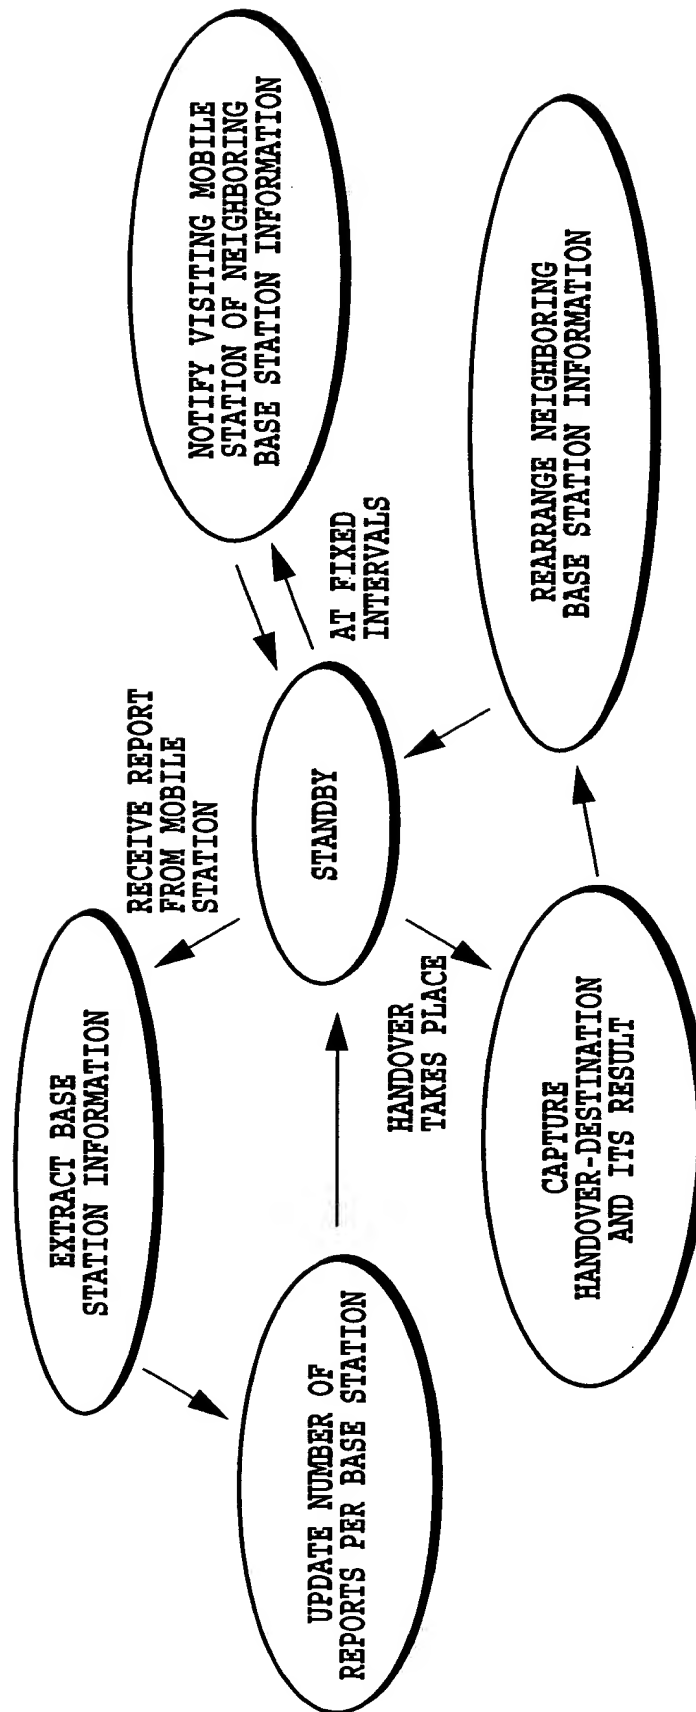 EXTRACT BASE
STATION INFORMATION
RECEIVE REPORT
FROM MOBILE
STATION
NOTIFY VISITING MOBILE
STATION OF NEIGHBORING
BASE STATION INFORMATION
UPDATE NUMBER OF
REPORTS PER BASE STATION
STANDBY
AT FIXED
INTERVALS
HANDOVER
TAKES PLACE
CAPTURE
HANDOVER-DESTINATION
AND ITS RESULT
REARRANGE NEIGHBORING
BASE STATION INFORMATION